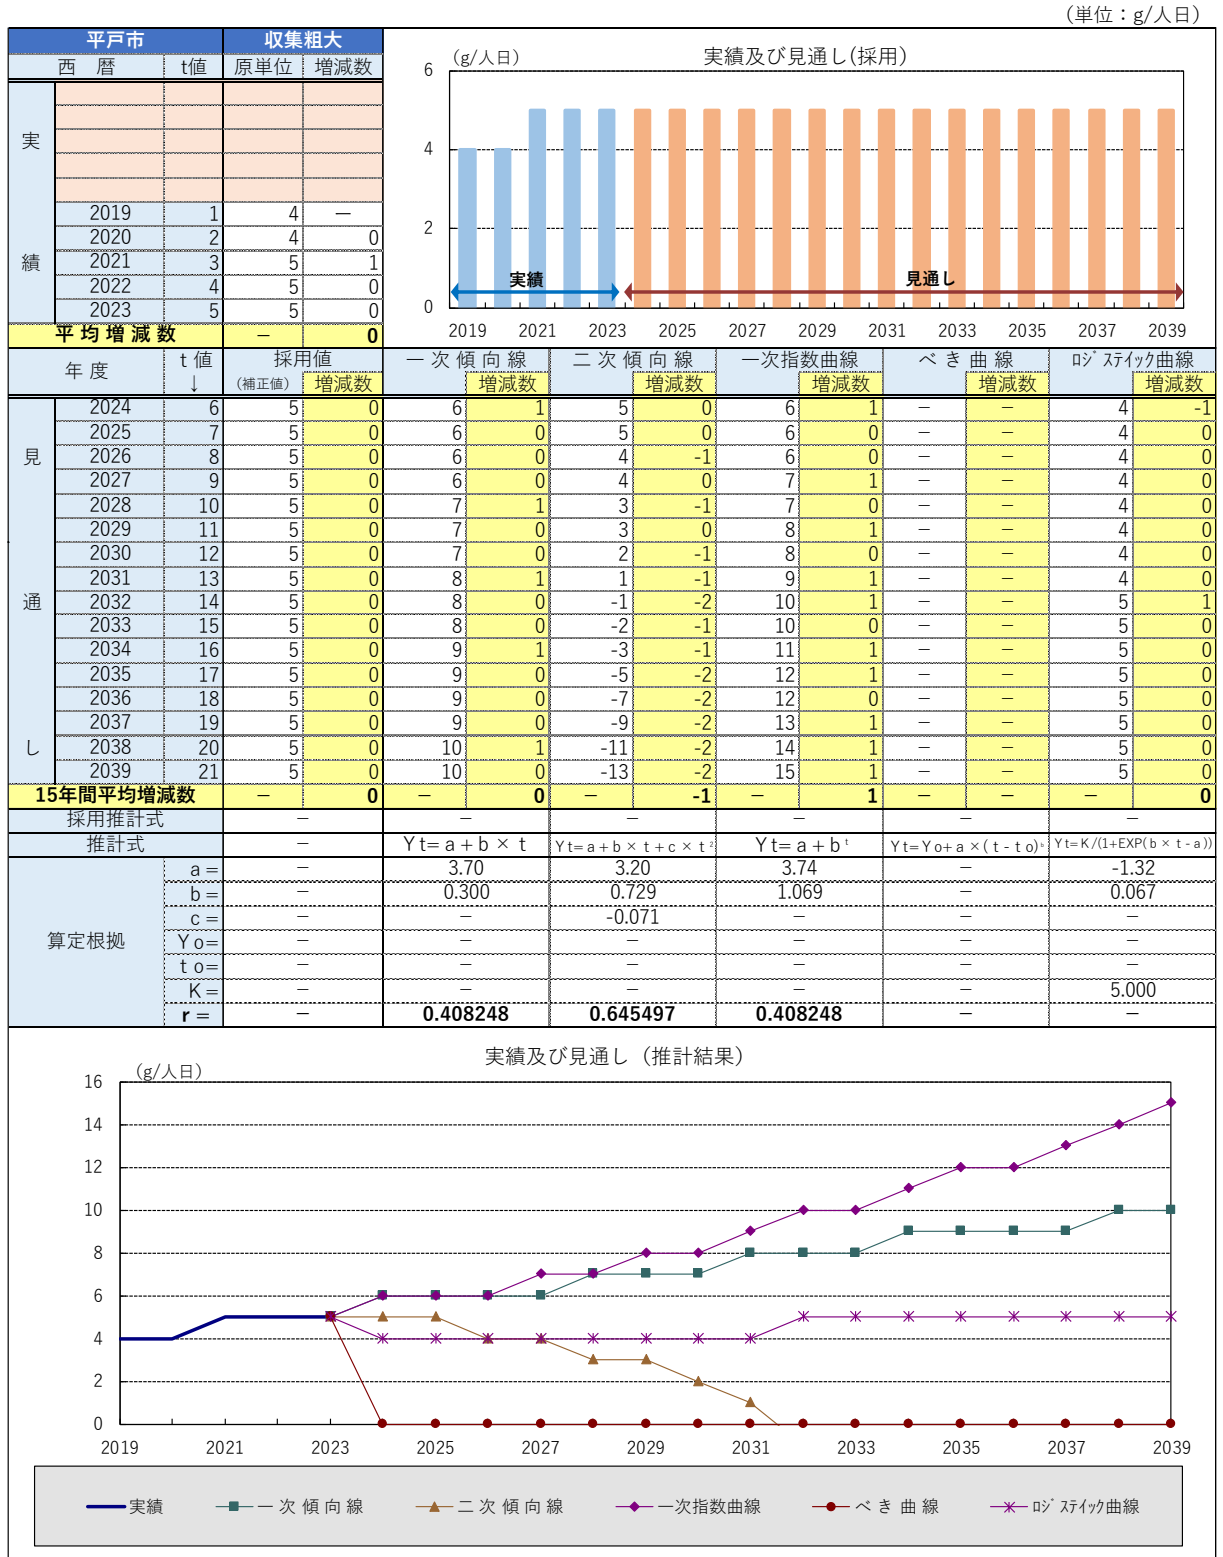 (単位：g/人日)
平戸市 収集粗大
西　暦 t値 原単位 増減数
実績
2019 1 4 －
2020 2 4 0
2021 3 5 1
2022 4 5 0
2023 5 5 0
平 均 増 減 数 － 0
実績及び見通し(採用)
(g/人日)
6
4
2
0
実績 見通し
2019 2021 2023 2025 2027 2029 2031 2033 2035 2037 2039
年 度 t 値 ↓ 採用値 (補正値) 増減数 一 次 傾 向 線 増減数 二 次 傾 向 線 増減数 一次指数曲線 増減数 べ き 曲 線 増減数 ﾛｼﾞｽﾃｲｯｸ曲線 増減数
見通し
2024 6 5 0 6 1 5 0 6 1 － － 4 -1
2025 7 5 0 6 0 5 0 6 0 － － 4 0
2026 8 5 0 6 0 4 -1 6 0 － － 4 0
2027 9 5 0 6 0 4 0 7 1 － － 4 0
2028 10 5 0 7 1 3 -1 7 0 － － 4 0
2029 11 5 0 7 0 3 0 8 1 － － 4 0
2030 12 5 0 7 0 2 -1 8 0 － － 4 0
2031 13 5 0 8 1 1 -1 9 1 － － 4 0
2032 14 5 0 8 0 -1 -2 10 1 － － 5 1
2033 15 5 0 8 0 -2 -1 10 0 － － 5 0
2034 16 5 0 9 1 -3 -1 11 1 － － 5 0
2035 17 5 0 9 0 -5 -2 12 1 － － 5 0
2036 18 5 0 9 0 -7 -2 12 0 － － 5 0
2037 19 5 0 9 0 -9 -2 13 1 － － 5 0
2038 20 5 0 10 1 -11 -2 14 1 － － 5 0
2039 21 5 0 10 0 -13 -2 15 1 － － 5 0
15年間平均増減数 － 0 － 0 － -1 － 1 － － － 0
採用推計式 － － － － － －
推計式 － Y t= a + b × t Y t= a + b × t + c × t ² Y t= a + b ᵗ Y t= Y o+ a × ( t - t o) ᵇ Y t= K /(1+EXP( b × t - a ))
算定根拠
a = － 3.70 3.20 3.74 － -1.32
b = － 0.300 0.729 1.069 － 0.067
c = － － -0.071 － － －
Y o= － － － － － －
t o= － － － － － －
K = － － － － － 5.000
r = － 0.408248 0.645497 0.408248 － －
実績及び見通し（推計結果）
(g/人日)
16
14
12
10
8
6
4
2
0
2019 2021 2023 2025 2027 2029 2031 2033 2035 2037 2039
実績 一 次 傾 向 線 二 次 傾 向 線 一次指数曲線 べ き 曲 線 ﾛｼﾞｽﾃｲｯｸ曲線